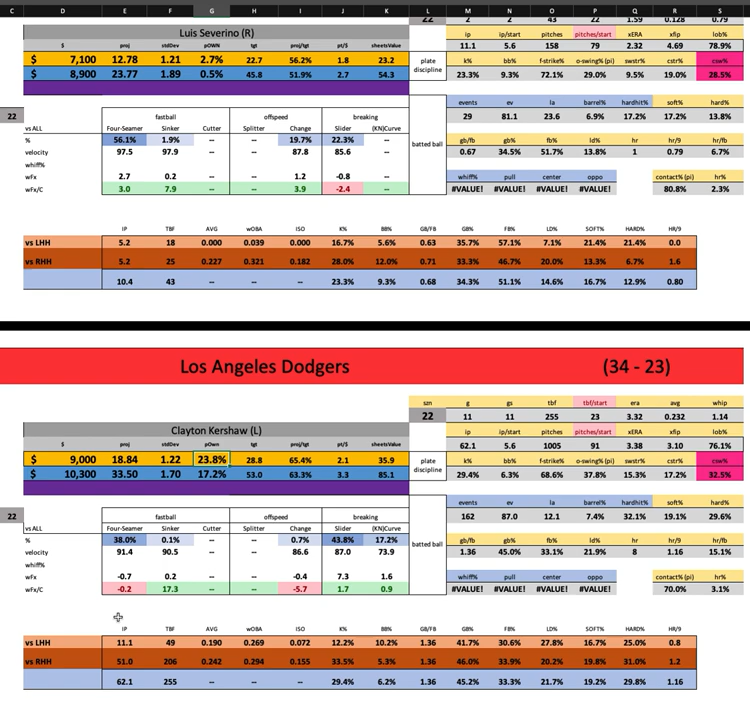 C D E F G H I J K L M N O P Q R S
22 2 2 43 22 1.59 0.128 0.79
Luis Severino (R) ip ip/start pitches pitches/start xERA xfip lob%
$ proj stdDev pOWN tgt proj/tgt pt/$ sheetsValue 11.1 5.6 158 79 2.32 4.69 78.9%
$ 7,100 12.78 1.21 2.7% 22.7 56.2% 1.8 23.2 plate discipline k% bb% f-strike% o-swing% (pi) swstr% cstr% csw%
$ 8,900 23.77 1.89 0.5% 45.8 51.9% 2.7 54.3 23.3% 9.3% 72.1% 29.0% 9.5% 19.0% 28.5%
events ev la barrel% hardhit% soft% hard%
22 fastball offspeed breaking 29 81.1 23.6 6.9% 17.2% 17.2% 13.8%
vs ALL Four-Seamer Sinker Cutter Splitter Change Slider (KN)Curve
% 56.1% 1.9% -- -- 19.7% 22.3% -- batted ball gb/fb gb% fb% ld% hr hr/9 hr/fb
velocity 97.5 97.9 -- -- 87.8 85.6 -- 0.67 34.5% 51.7% 13.8% 1 0.79 6.7%
whiff%
wFx 2.7 0.2 1.2 -0.8 whiff% pull center oppo contact% (pi) hr%
wFx/C 3.0 7.9 -- -- 3.9 -2.4 -- #VALUE! #VALUE! #VALUE! #VALUE! 80.8% 2.3%
IP TBF AVG wOBA ISO K% BB% GB/FB GB% FB% LD% SOFT% HARD% HR/9
vs LHH 5.2 18 0.000 0.039 0.000 16.7% 5.6% 0.63 35.7% 57.1% 7.1% 21.4% 21.4% 0.0
vs RHH 5.2 25 0.227 0.321 0.182 28.0% 12.0% 0.71 33.3% 46.7% 20.0% 13.3% 6.7% 1.6
10.4 43 -- -- -- 23.3% 9.3% 0.68 34.3% 51.1% 14.6% 16.7% 12.9% 0.80
Los Angeles Dodgers (34 - 23)
szn g gs tbf tbf/start era avg whip
22 11 11 255 23 3.32 0.232 1.14
Clayton Kershaw (L) ip ip/start pitches pitches/start xERA xfip lob%
$ proj stdDev pOwn tgt proj/tgt pt/$ sheetsValue 62.1 5.6 1005 91 3.38 3.10 76.1%
$ 9,000 18.84 1.22 23.8% 28.8 65.4% 2.1 35.9 plate discipline k% bb% f-strike% o-swing% (pi) swstr% cstr% csw%
$ 10,300 33.50 1.70 17.2% 53.0 63.3% 3.3 85.1 29.4% 6.3% 68.6% 37.8% 15.3% 17.2% 32.5%
events ev la barrel% hardhit% soft% hard%
22 fastball offspeed breaking 162 87.0 12.1 7.4% 32.1% 19.1% 29.6%
vs ALL Four-Seamer Sinker Cutter Splitter Change Slider (KN)Curve
% 38.0% 0.1% -- -- 0.7% 43.8% 17.2% batted ball gb/fb gb% fb% ld% hr hr/9 hr/fb
velocity 91.4 90.5 -- -- 86.6 87.0 73.9 1.36 45.0% 33.1% 21.9% 8 1.16 15.1%
whiff%
wFx -0.7 0.2 -0.4 7.3 1.6 whiff% pull center oppo contact% (pi) hr%
wFx/C -0.2 17.3 -- -- -5.7 1.7 0.9 #VALUE! #VALUE! #VALUE! #VALUE! 70.0% 3.1%
IP TBF AVG wOBA ISO K% BB% GB/FB GB% FB% LD% SOFT% HARD% HR/9
vs LHH 11.1 49 0.190 0.269 0.072 12.2% 10.2% 1.36 41.7% 30.6% 27.8% 16.7% 25.0% 0.8
vs RHH 51.0 206 0.242 0.294 0.155 33.5% 5.3% 1.36 46.0% 33.9% 20.2% 19.8% 31.0% 1.2
62.1 255 -- -- -- 29.4% 6.2% 1.36 45.2% 33.3% 21.7% 19.2% 29.8% 1.16